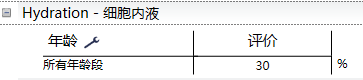 Hydration - 细胞内液
年龄 评价
所有年龄段 30 %